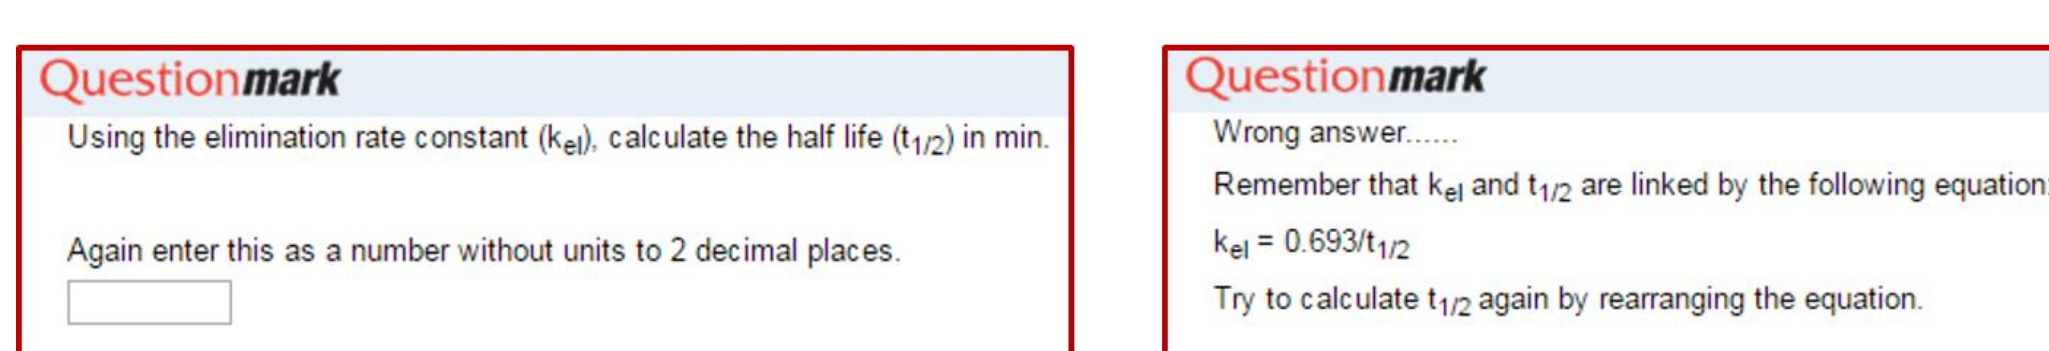 Questionmark
Using the elimination rate constant (kel), calculate the half life (t1/2) in min.
Again enter this as a number without units to 2 decimal places.
Questionmark
Wrong answer......
Remember that kel and t1/2 are linked by the following equation:
kel = 0.693/t1/2
Try to calculate t1/2 again by rearranging the equation.